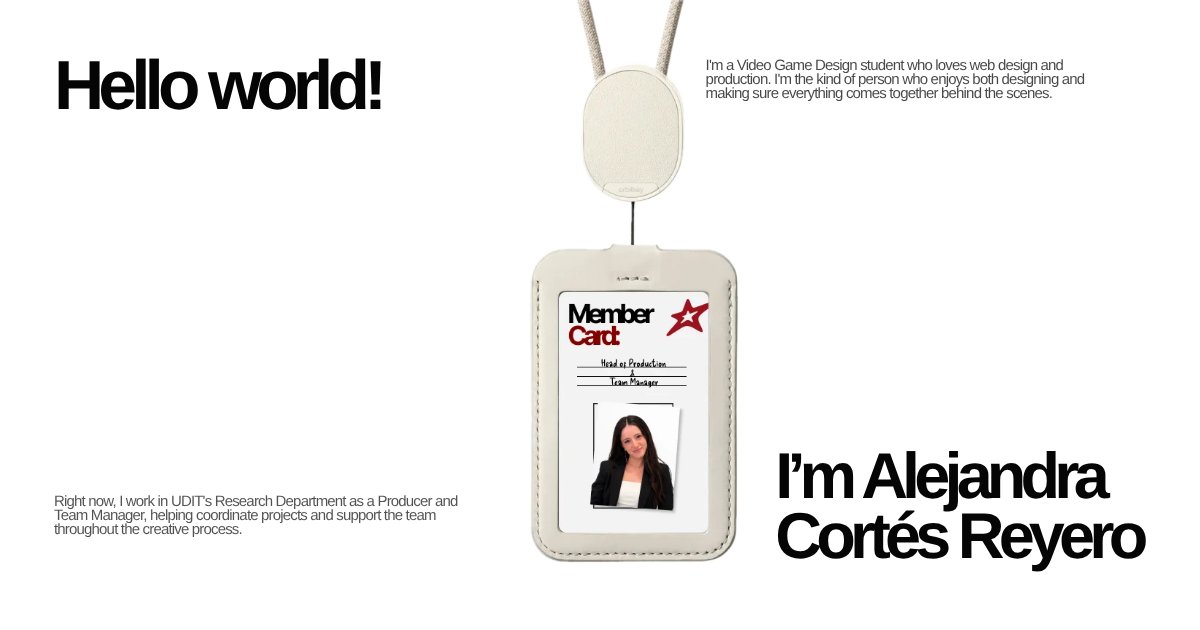 Hello world!
I'm a Video Game Design student who loves web design and
production. I'm the kind of person who enjoys both designing and
making sure everything comes together behind the scenes.
orbitkey
Member
Card:
Head of Production
&
Team Manager
I’m Alejandra
Cortés Reyero
Right now, I work in UDIT's Research Department as a Producer and
Team Manager, helping coordinate projects and support the team
throughout the creative process.